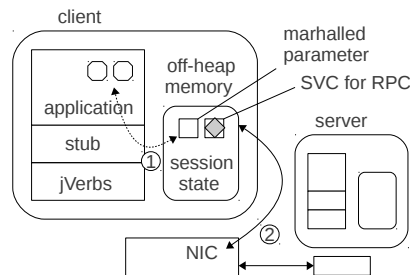 client
marhalled
parameter
off-heap
memory
SVC for RPC
application
server
stub
1
session
state
jVerbs
2
NIC